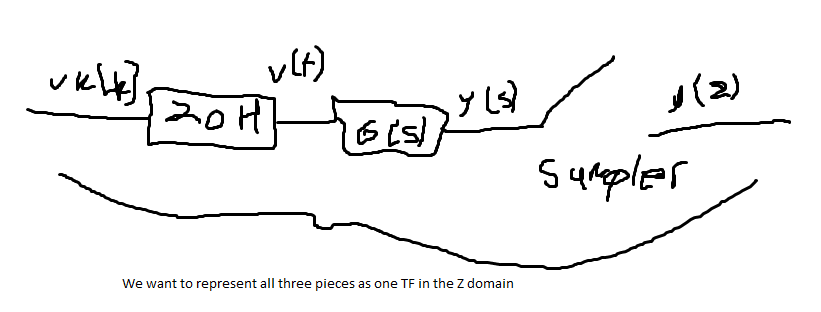 vk[k]
ZOH
v(t)
G(s)
y(s)
y(z)
Sampler
We want to represent all three pieces as one TF in the Z domain